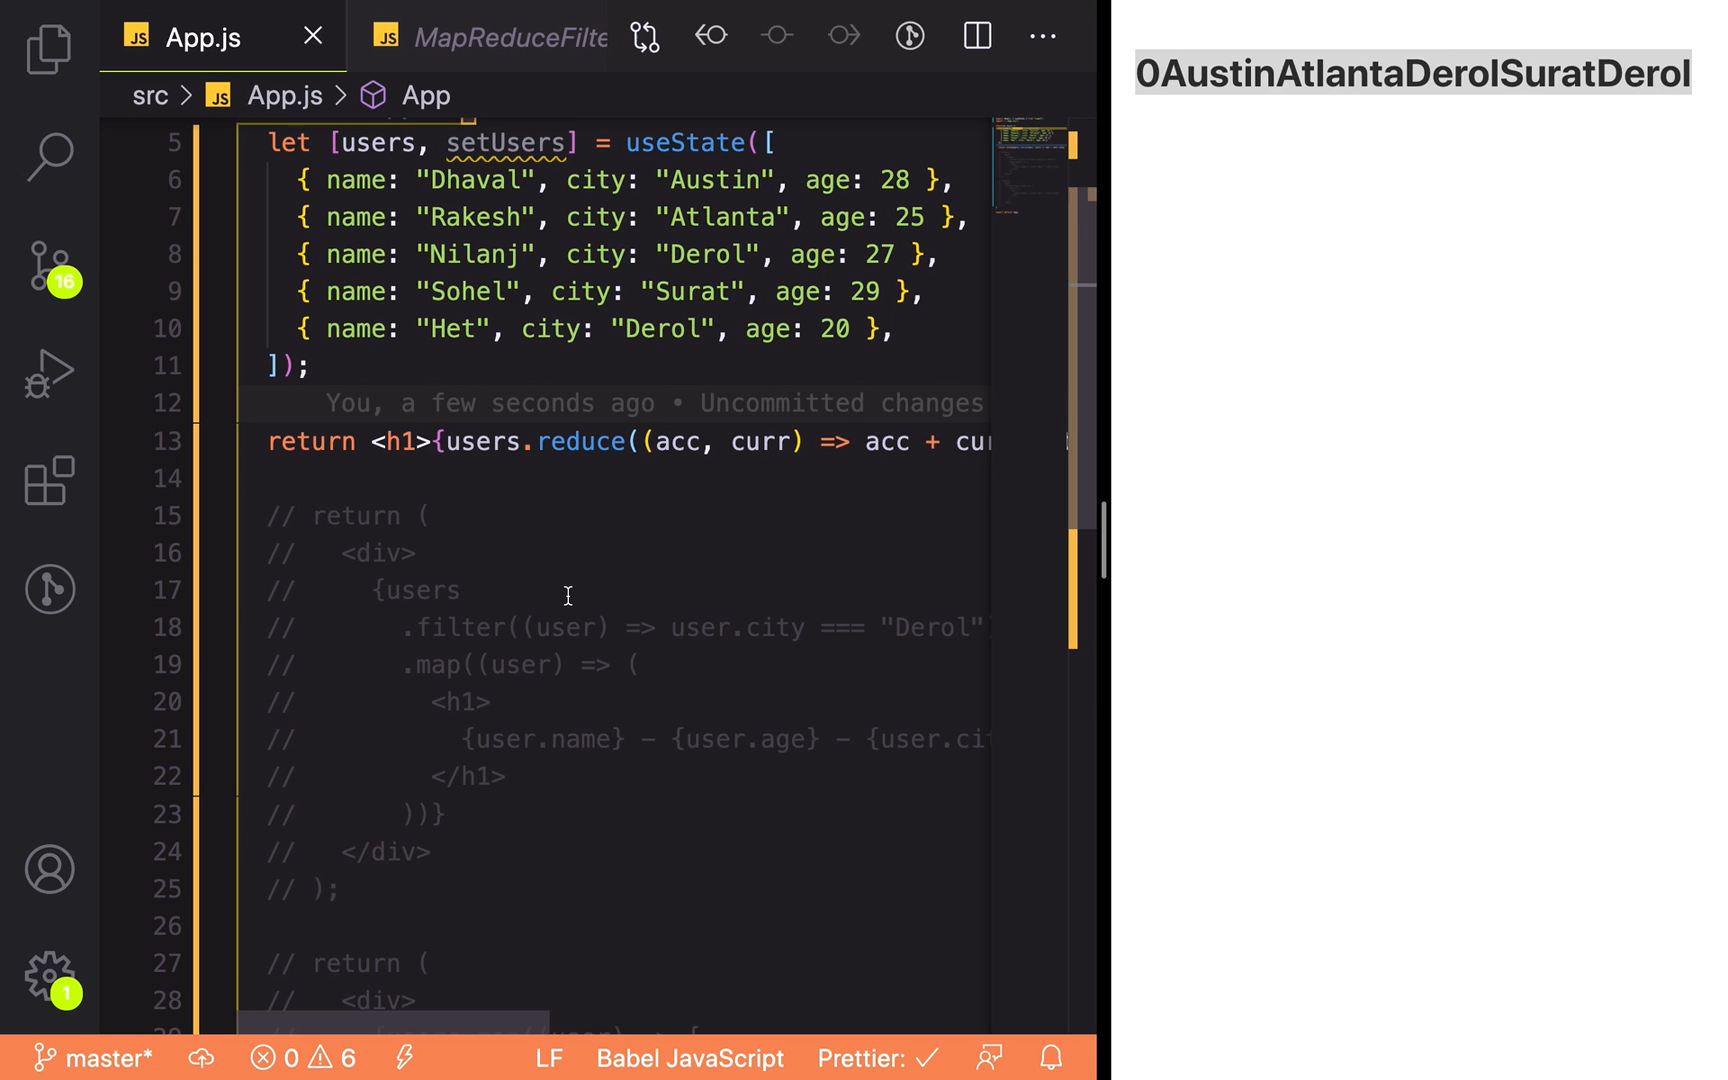 JS App.js
JS MapReduceFilte
src > JS App.js > App
5 let [users, setUsers] = useState([
6 { name: "Dhaval", city: "Austin", age: 28 },
7 { name: "Rakesh", city: "Atlanta", age: 25 },
8 { name: "Nilanj", city: "Derol", age: 27 },
9 { name: "Sohel", city: "Surat", age: 29 },
10 { name: "Het", city: "Derol", age: 20 },
11 ]);
12 You, a few seconds ago • Uncommitted changes
13 return <h1>{users.reduce((acc, curr) => acc + cur
14
15 // return (
16 // <div>
17 // {users
18 // .filter((user) => user.city === "Derol")
19 // .map((user) => (
20 // <h1>
21 // {user.name} – {user.age} – {user.cit
22 // </h1>
23 // ))}
24 // </div>
25 // );
26
27 // return (
28 // <div>
16
1
master* 0 6 LF Babel JavaScript Prettier: ✓
0AustinAtlantaDerolSuratDerol